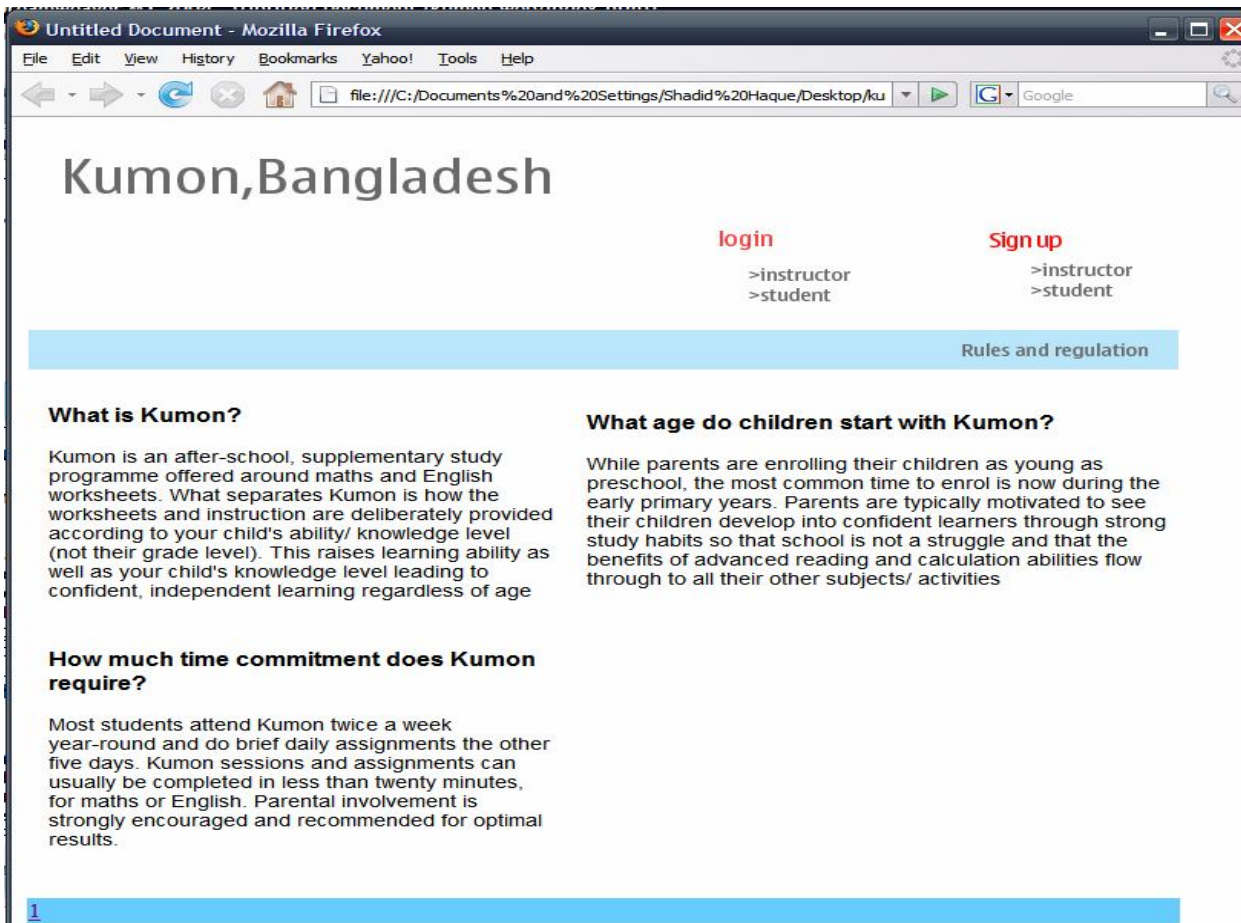 Untitled Document - Mozilla Firefox
File Edit View History Bookmarks Yahoo! Tools Help
file:///C:/Documents%20and%20Settings/Shadid%20Haque/Desktop/ku
G Google
Kumon,Bangladesh
login
>instructor
>student
Sign up
>instructor
>student
Rules and regulation
What is Kumon?
Kumon is an after-school, supplementary study
programme offered around maths and English
worksheets. What separates Kumon is how the
worksheets and instruction are deliberately provided
according to your child's ability/ knowledge level
(not their grade level). This raises learning ability as
well as your child's knowledge level leading to
confident, independent learning regardless of age
How much time commitment does Kumon
require?
Most students attend Kumon twice a week
year-round and do brief daily assignments the other
five days. Kumon sessions and assignments can
usually be completed in less than twenty minutes,
for maths or English. Parental involvement is
strongly encouraged and recommended for optimal
results.
What age do children start with Kumon?
While parents are enrolling their children as young as
preschool, the most common time to enrol is now during the
early primary years. Parents are typically motivated to see
their children develop into confident learners through strong
study habits so that school is not a struggle and that the
benefits of advanced reading and calculation abilities flow
through to all their other subjects/ activities
1